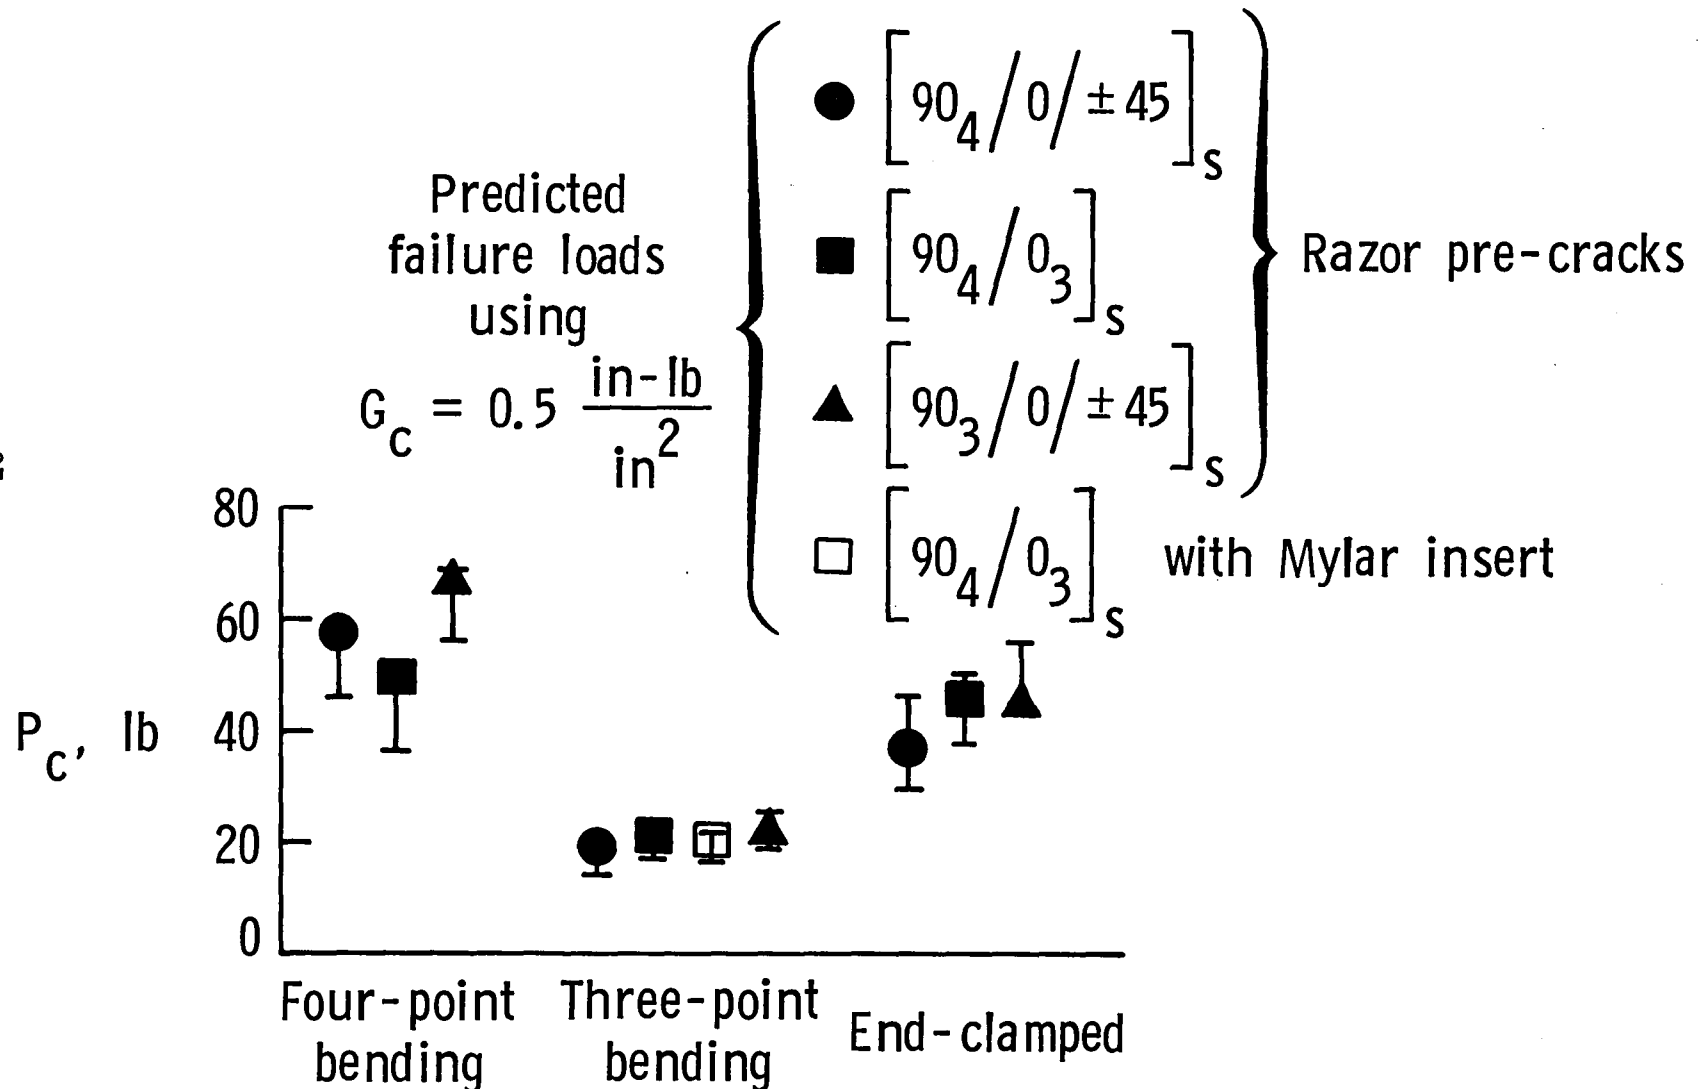 Predicted
failure loads
using
G_c = 0.5 in-lb/in^2
● [90_4/0/±45]_s
■ [90_4/0_3]_s
▲ [90_3/0/±45]_s
□ [90_4/0_3]_s with Mylar insert
Razor pre-cracks
80
60
P_c, lb 40
20
0
Four-point
bending
Three-point
bending
End-clamped